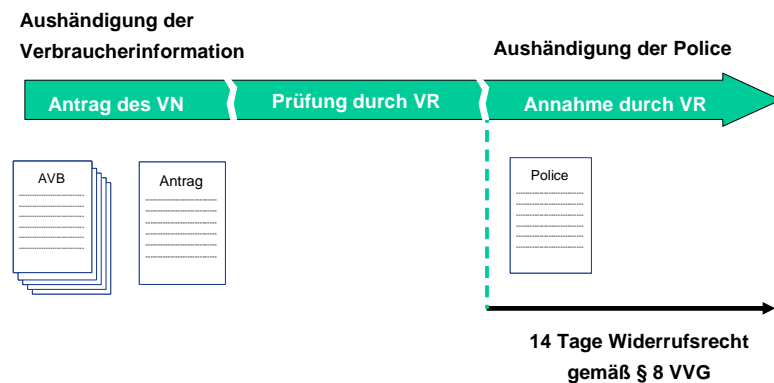 Aushändigung der
Verbraucherinformation
Aushändigung der Police
Antrag des VN
Prüfung durch VR
Annahme durch VR
AVB
Antrag
Police
14 Tage Widerrufsrecht
gemäß § 8 VVG